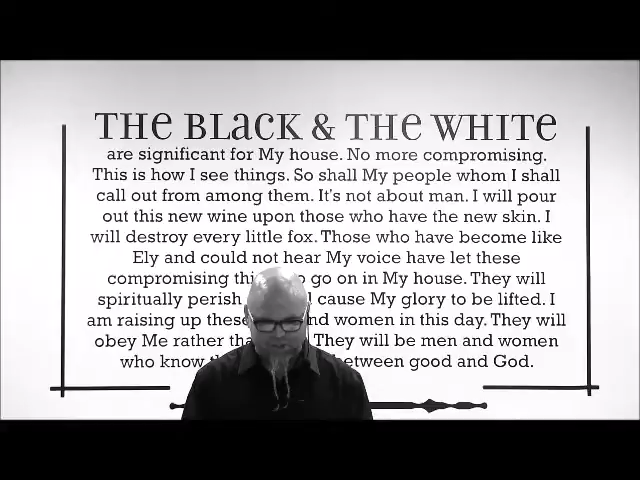 THE BLACK & THE WHITE
are significant for My house. No more compromising.
This is how I see things. So shall My people whom I shall
call out from among them. It's not about man. I will pour
out this new wine upon those who have the new skin. I
will destroy every little fox. Those who have become like
Ely and could not hear My voice have let these
compromising to go on in My house. They will
spiritually perish cause My glory to be lifted. I
am raising up these and women in this day. They will
obey Me rather They will be men and women
who know between good and God.